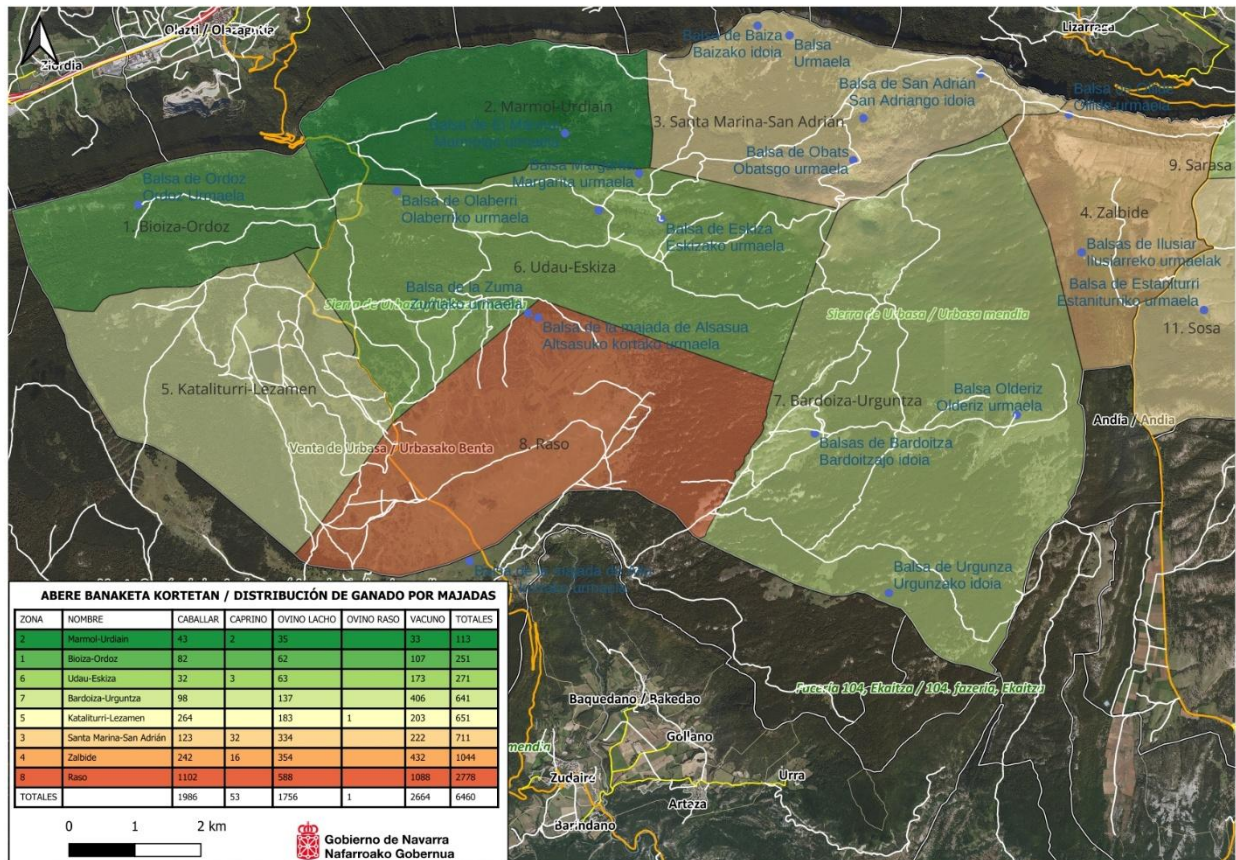 Olazti / Olazagutia
Ziordia
Lizarraga
Balsa de Baiza
Baizako idoia
Balsa
Urmaela
Balsa de San Adrián
San Adriango idoia
2. Marmol-Urdiain
3. Santa Marina-San Adrián
Balsa de Obats
Obatsgo urmaela
9. Sarasa
Balsa Margarita
Margarita urmaela
Balsa de Ordoz
Ordoz Urmaela
Balsa de Olaberri
Olaberriko urmaela
1. Bioiza-Ordoz
4. Zalbide
Balsa de Eskiza
Eskizako urmaela
Balsas de Ilusiar
Ilusiarreko urmaelak
6. Udau-Eskiza
Balsa de la Zuma
Zumako urmaela
Balsa de Estaniturri
Estaniturriko urmaela
Sierra de Urbasa / Urbasa mendia
11. Sosa
Balsa de la majada de Alsasua
Altsasuko kortako urmaela
5. Kataliturri-Lezamen
7. Bardoiza-Urguntza
Balsa Olderiz
Olderiz urmaela
Andia / Andia
Balsas de Bardoitza
Bardoitzajo idoia
Venta de Urbasa / Urbasako Benta
8. Raso
Balsa de Urgunza
Urgunzako idoia
Facería 104, Ekaitza / 104. fazeria, Ekaitza
Baquedano / Bakedao
Gollano
Zudaire
Urra
Artaza
Barindano
ABERE BANAKETA KORTETAN / DISTRIBUCIÓN DE GANADO POR MAJADAS
ZONA NOMBRE CABALLAR CAPRINO OVINO LACHO OVINO RASO VACUNO TOTALES
2 Marmol-Urdiain 43 2 35 33 113
1 Bioiza-Ordoz 82 62 107 251
6 Udau-Eskiza 32 3 63 173 271
7 Bardoiza-Urguntza 98 137 406 641
5 Kataliturri-Lezamen 264 183 1 203 651
3 Santa Marina-San Adrián 123 32 334 222 711
4 Zalbide 242 16 354 432 1044
8 Raso 1102 588 1088 2778
TOTALES 1986 53 1756 1 2664 6460
0 1 2 km
Gobierno de Navarra
Nafarroako Gobernua